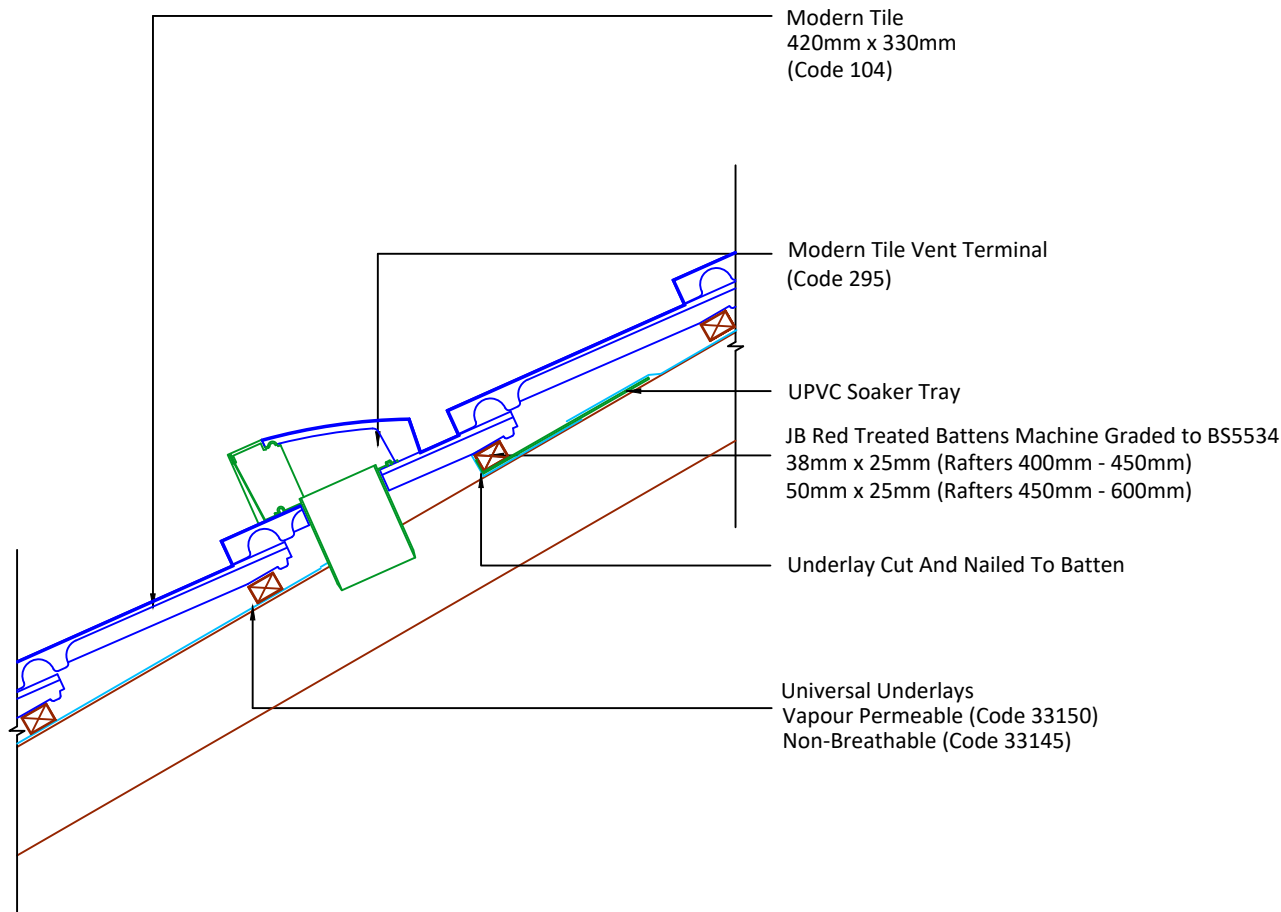 Modern Tile
420mm x 330mm
(Code 104)
Modern Tile Vent Terminal
(Code 295)
UPVC Soaker Tray
JB Red Treated Battens Machine Graded to BS5534
38mm x 25mm (Rafters 400mm - 450mm)
50mm x 25mm (Rafters 450mm - 600mm)
Underlay Cut And Nailed To Batten
Universal Underlays
Vapour Permeable (Code 33150)
Non-Breathable (Code 33145)